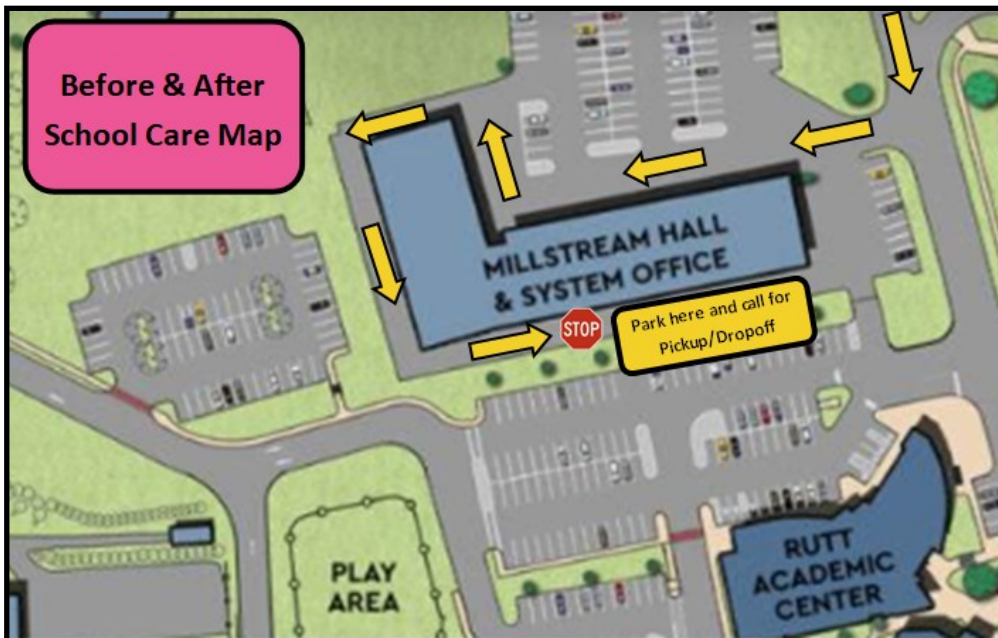 Before & After
School Care Map
MILLSTREAM HALL
& SYSTEM OFFICE
STOP
Park here and call for
Pickup/Dropoff
PLAY
AREA
RUTT
ACADEMIC
CENTER